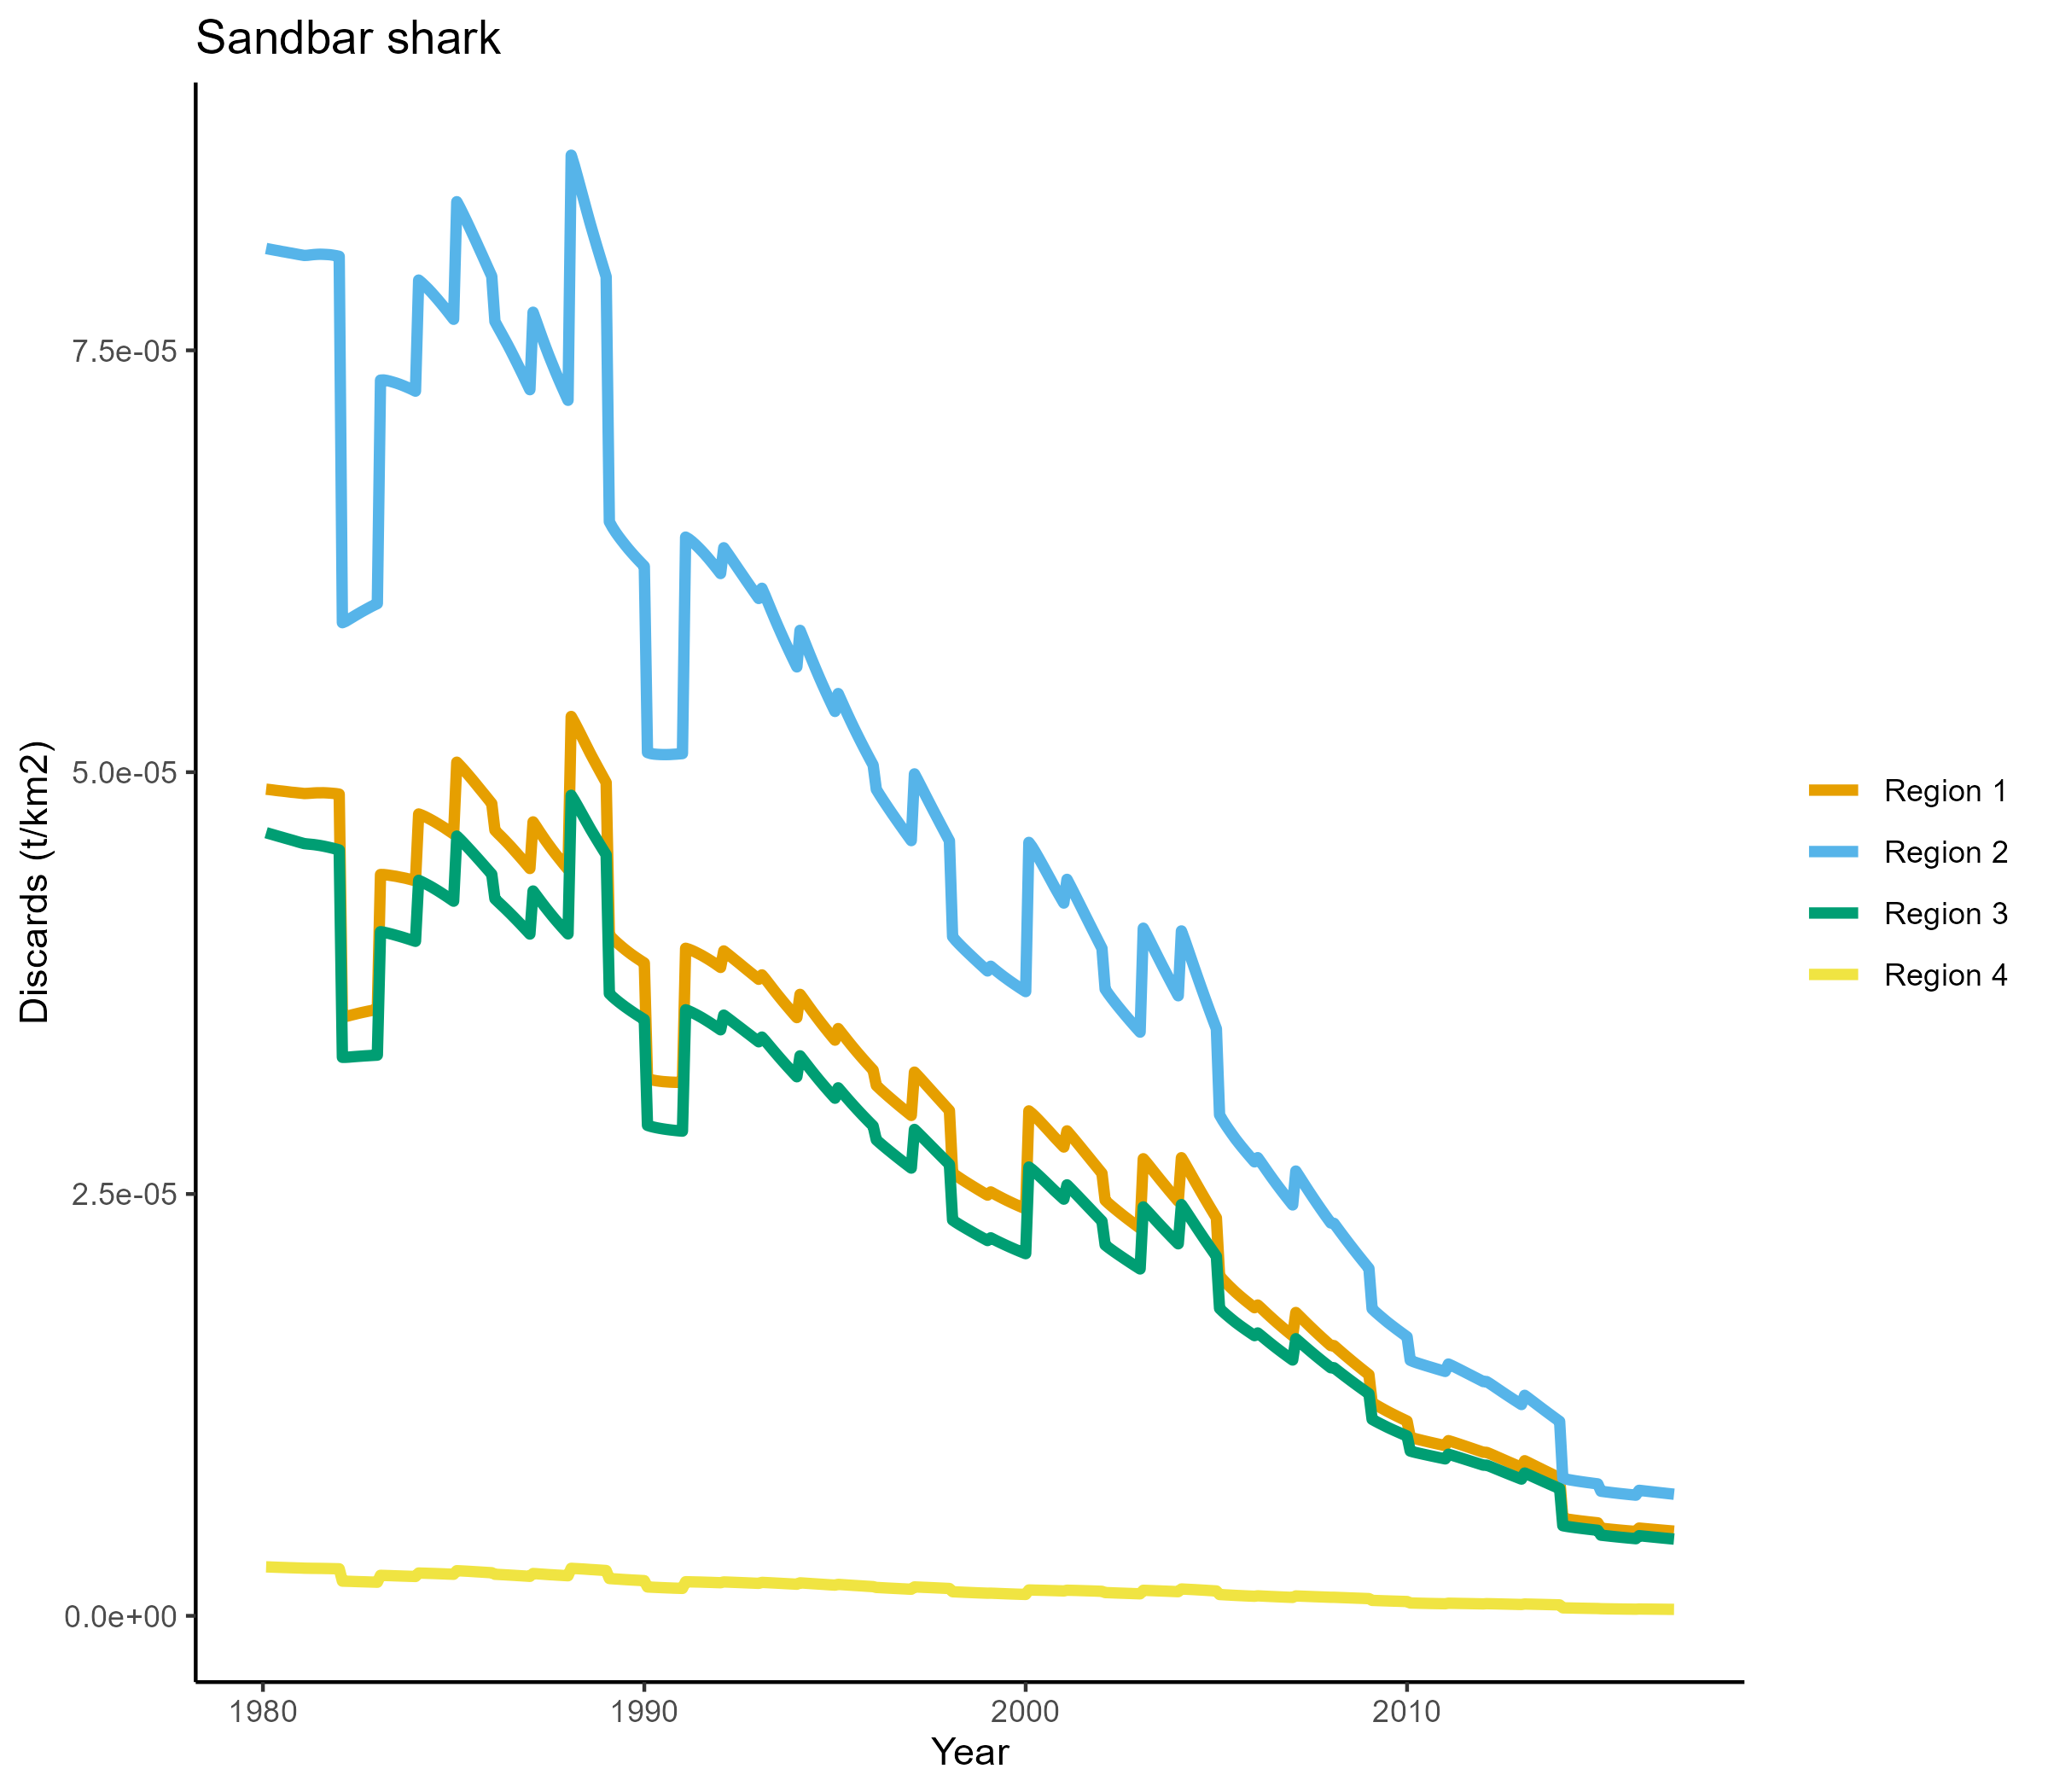 Sandbar shark
Discards (t/km2)
7.5e-05
5.0e-05
2.5e-05
0.0e+00
1980
1990
2000
2010
Year
Region 1
Region 2
Region 3
Region 4